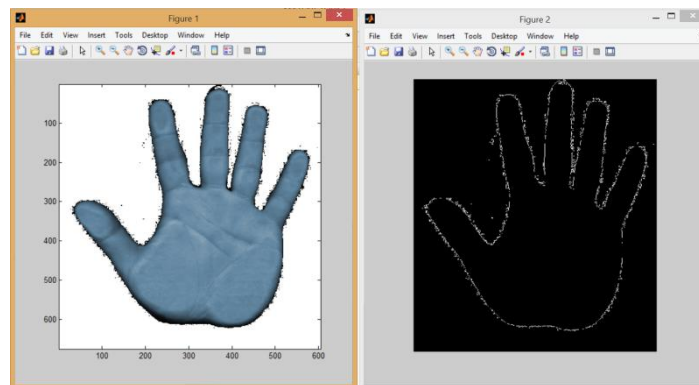 Figure 1
File Edit View Insert Tools Desktop Window Help
100
200
300
400
500
600
100 200 300 400 500 600
Figure 2
File Edit View Insert Tools Desktop Window Help